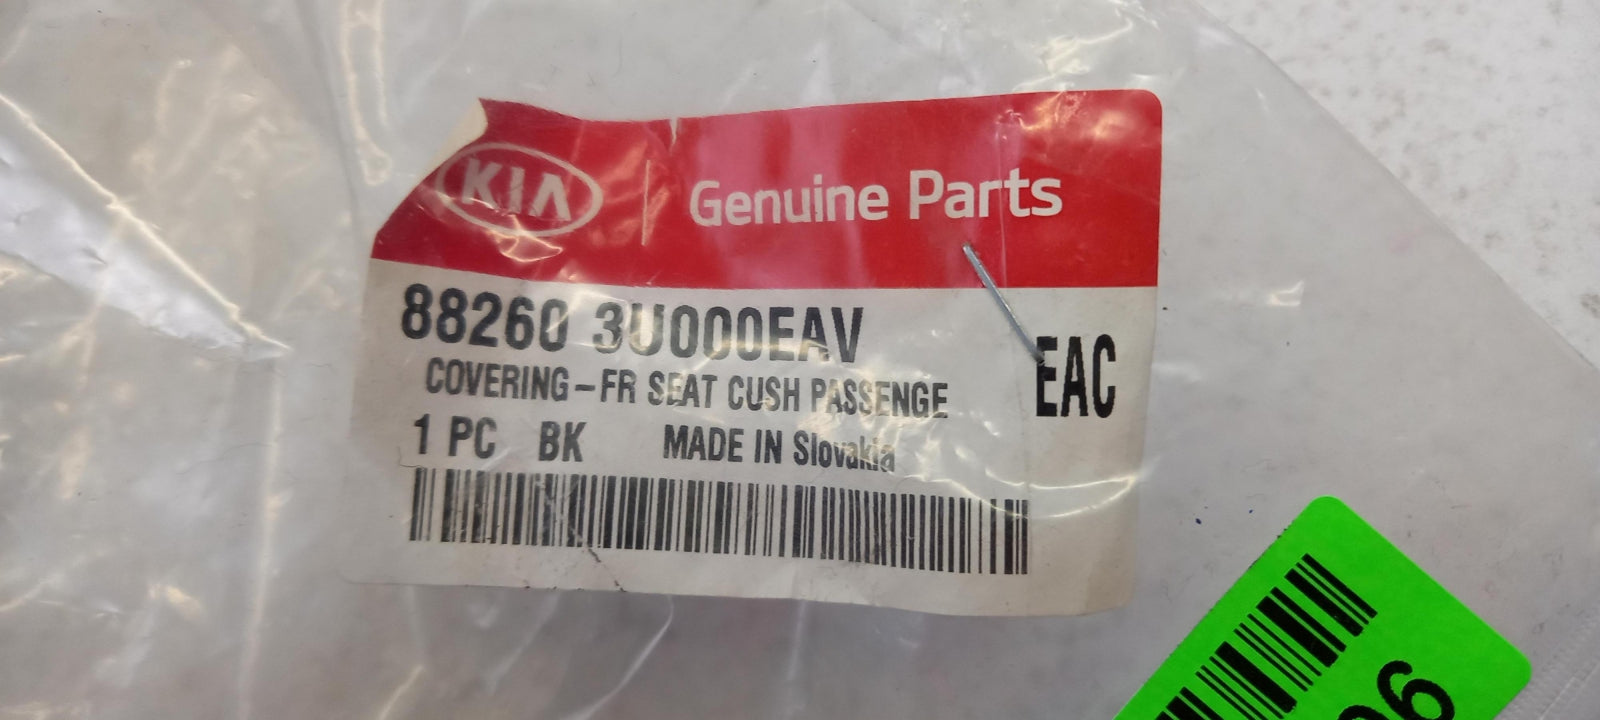 KIA Genuine Parts
88260 3U000EAV
COVERING-FR SEAT CUSH PASSENGE
EAC
1 PC BK MADE IN Slovakia